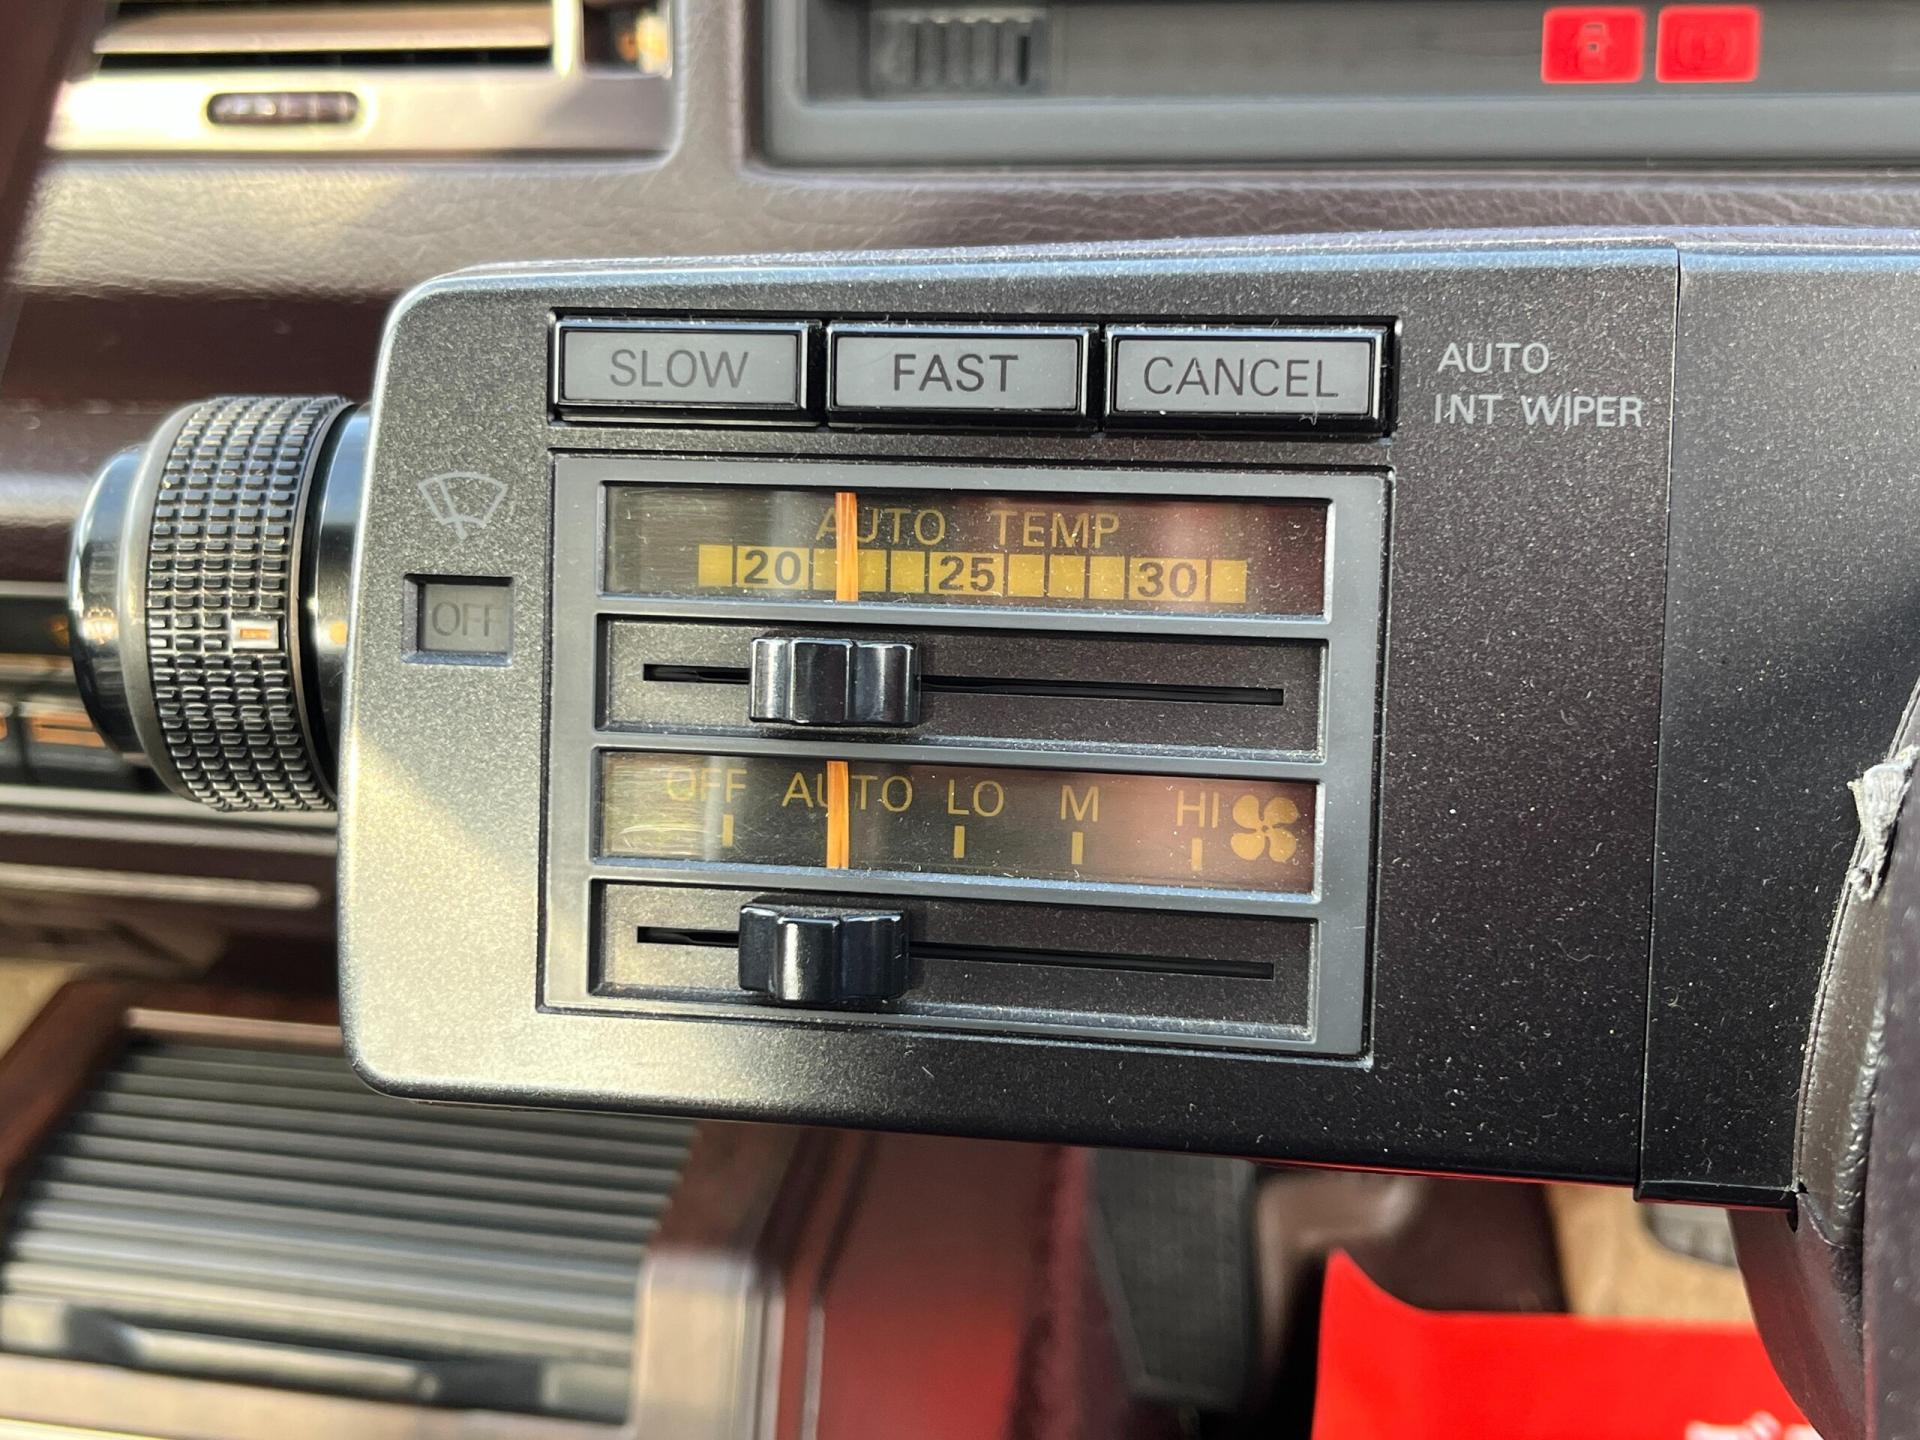 SLOW FAST CANCEL
AUTO
INT WIPER
OFF
AUTO TEMP
20 25 30
OFF AUTO LO M HI